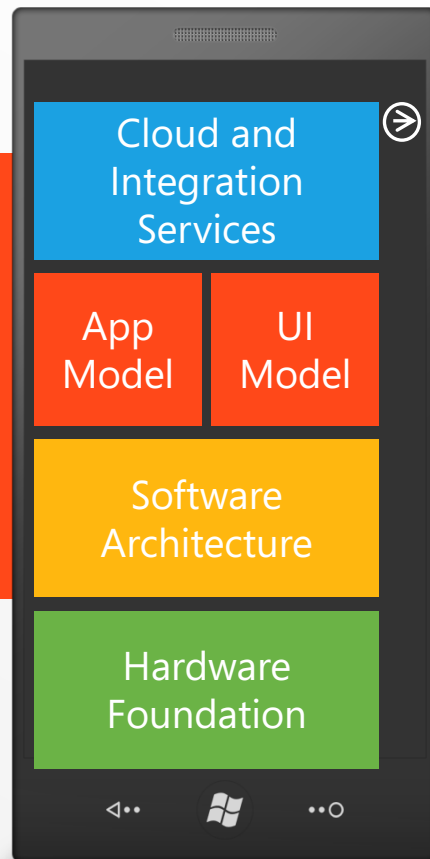 Cloud and
Integration
Services
App
Model
UI
Model
Software
Architecture
Hardware
Foundation